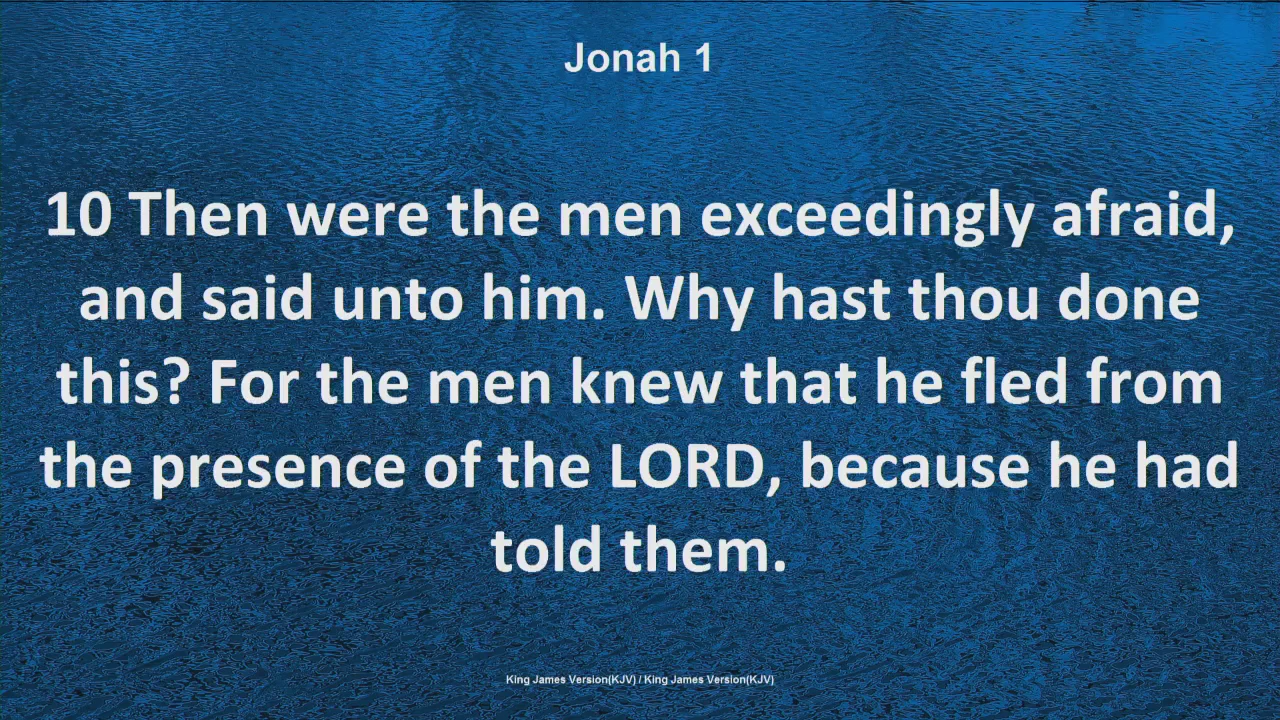 Jonah 1
10 Then were the men exceedingly afraid,
and said unto him. Why hast thou done
this? For the men knew that he fled from
the presence of the LORD, because he had
told them.
King James Version(KJV) / King James Version(KJV)